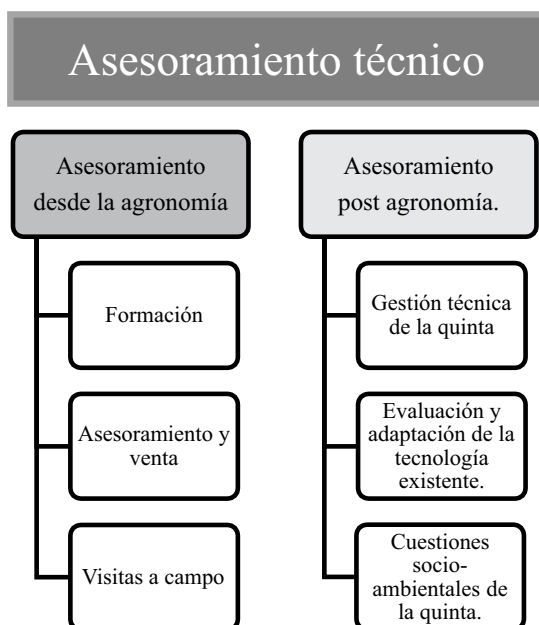 Asesoramiento técnico
Asesoramiento
desde la agronomía
Formación
Asesoramiento y
venta
Visitas a campo
Asesoramiento
post agronomía.
Gestión técnica
de la quinta
Evaluación y
adaptación de la
tecnología
existente.
Cuestiones
socio-
ambientales de
la quinta.